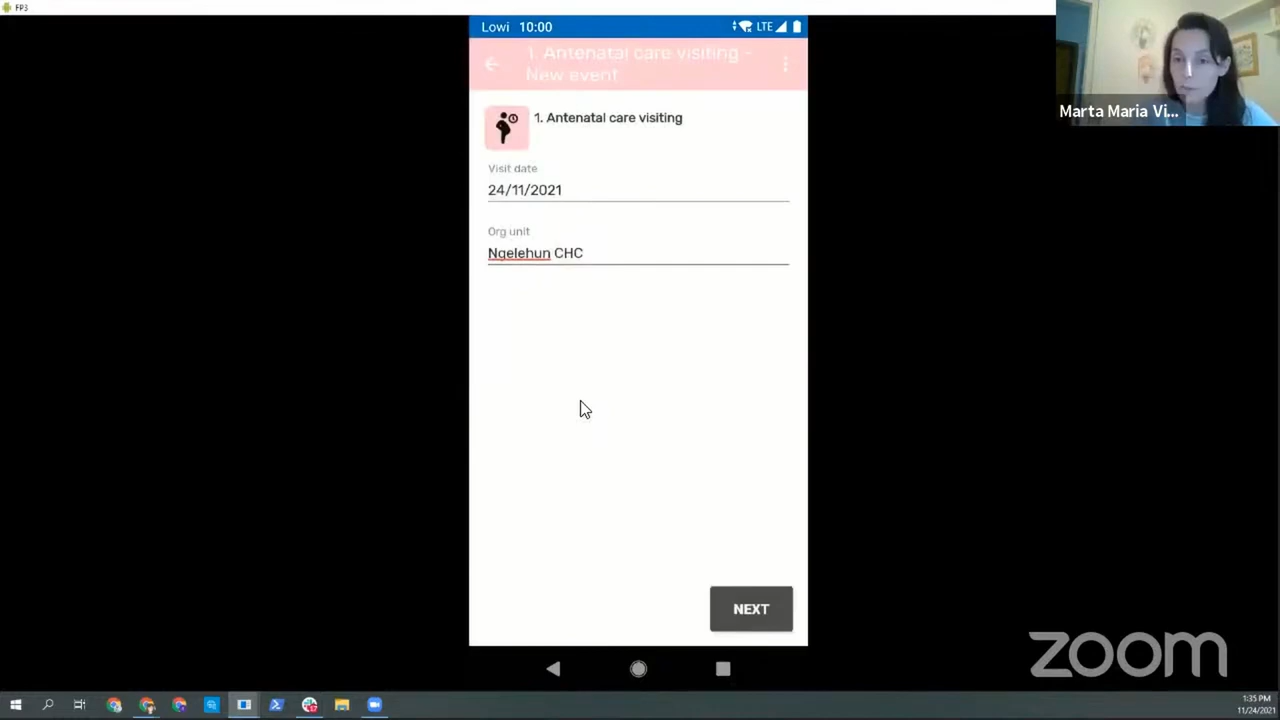 FP3
Lowi 10:00
LTE
1. Antenatal care visiting -
New event
1. Antenatal care visiting
Visit date
24/11/2021
Org unit
Ngelehun CHC
NEXT
Marta Maria Vi...
zoom
1:35 PM
11/24/2021